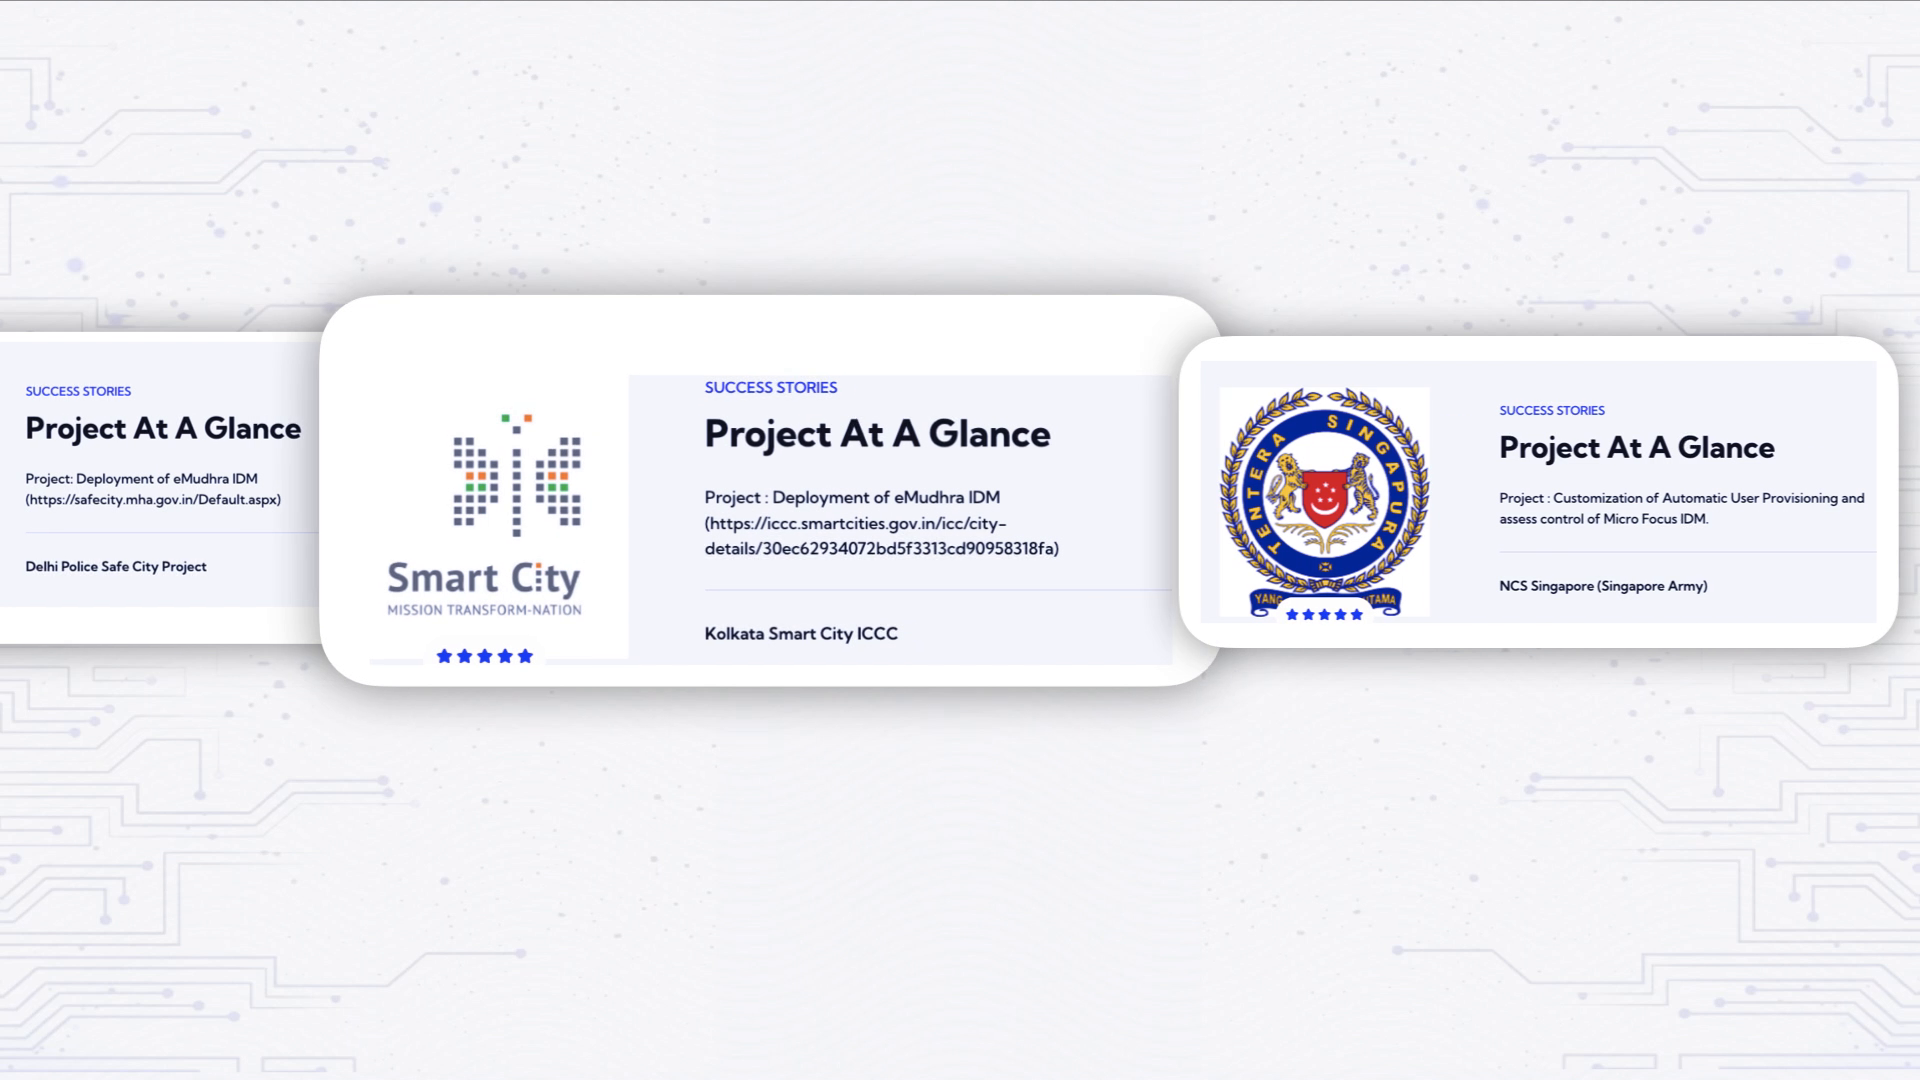 SUCCESS STORIES
Project At A Glance
Project: Deployment of eMudhra IDM
(https://safecity.mha.gov.in/Default.aspx)
Delhi Police Safe City Project
Smart City
MISSION TRANSFORM-NATION
SUCCESS STORIES
Project At A Glance
Project : Deployment of eMudhra IDM
(https://iccc.smartcities.gov.in/icc/city-
details/30ec62934072bd5f3313cd90958318fa)
Kolkata Smart City ICCC
TENTERA SINGAPURA
SUCCESS STORIES
Project At A Glance
Project : Customization of Automatic User Provisioning and
assess control of Micro Focus IDM.
NCS Singapore (Singapore Army)